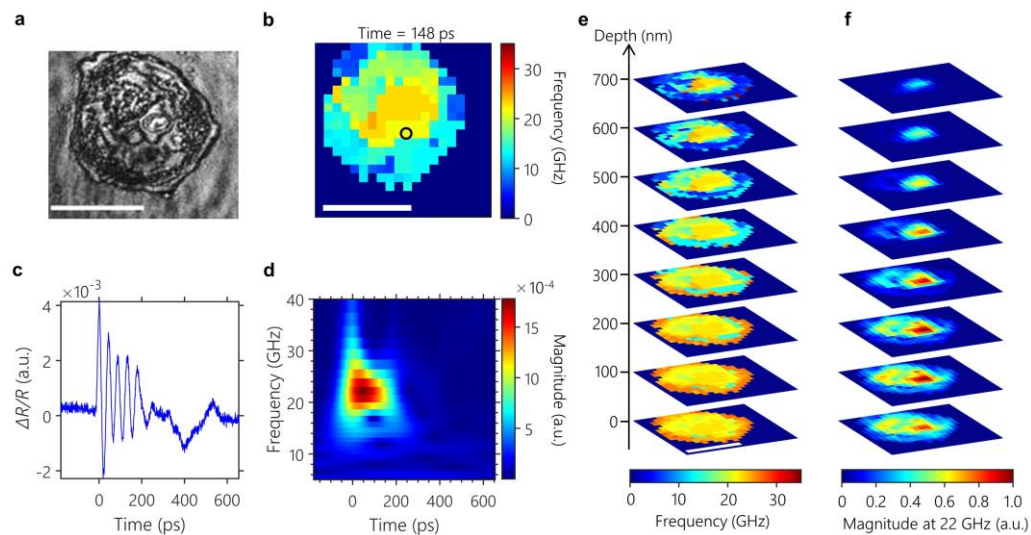 a
b
Time = 148 ps
30
20
10
0
Frequency (GHz)
c
×10⁻³
4
2
0
-2
ΔR/R (a.u.)
0 200 400 600
Time (ps)
d
40
30
20
10
Frequency (GHz)
0 200 400 600
Time (ps)
×10⁻⁴
15
10
5
Magnitude (a.u.)
e
Depth (nm)
700
600
500
400
300
200
100
0
0 10 20 30
Frequency (GHz)
f
0 0.2 0.4 0.6 0.8 1.0
Magnitude at 22 GHz (a.u.)